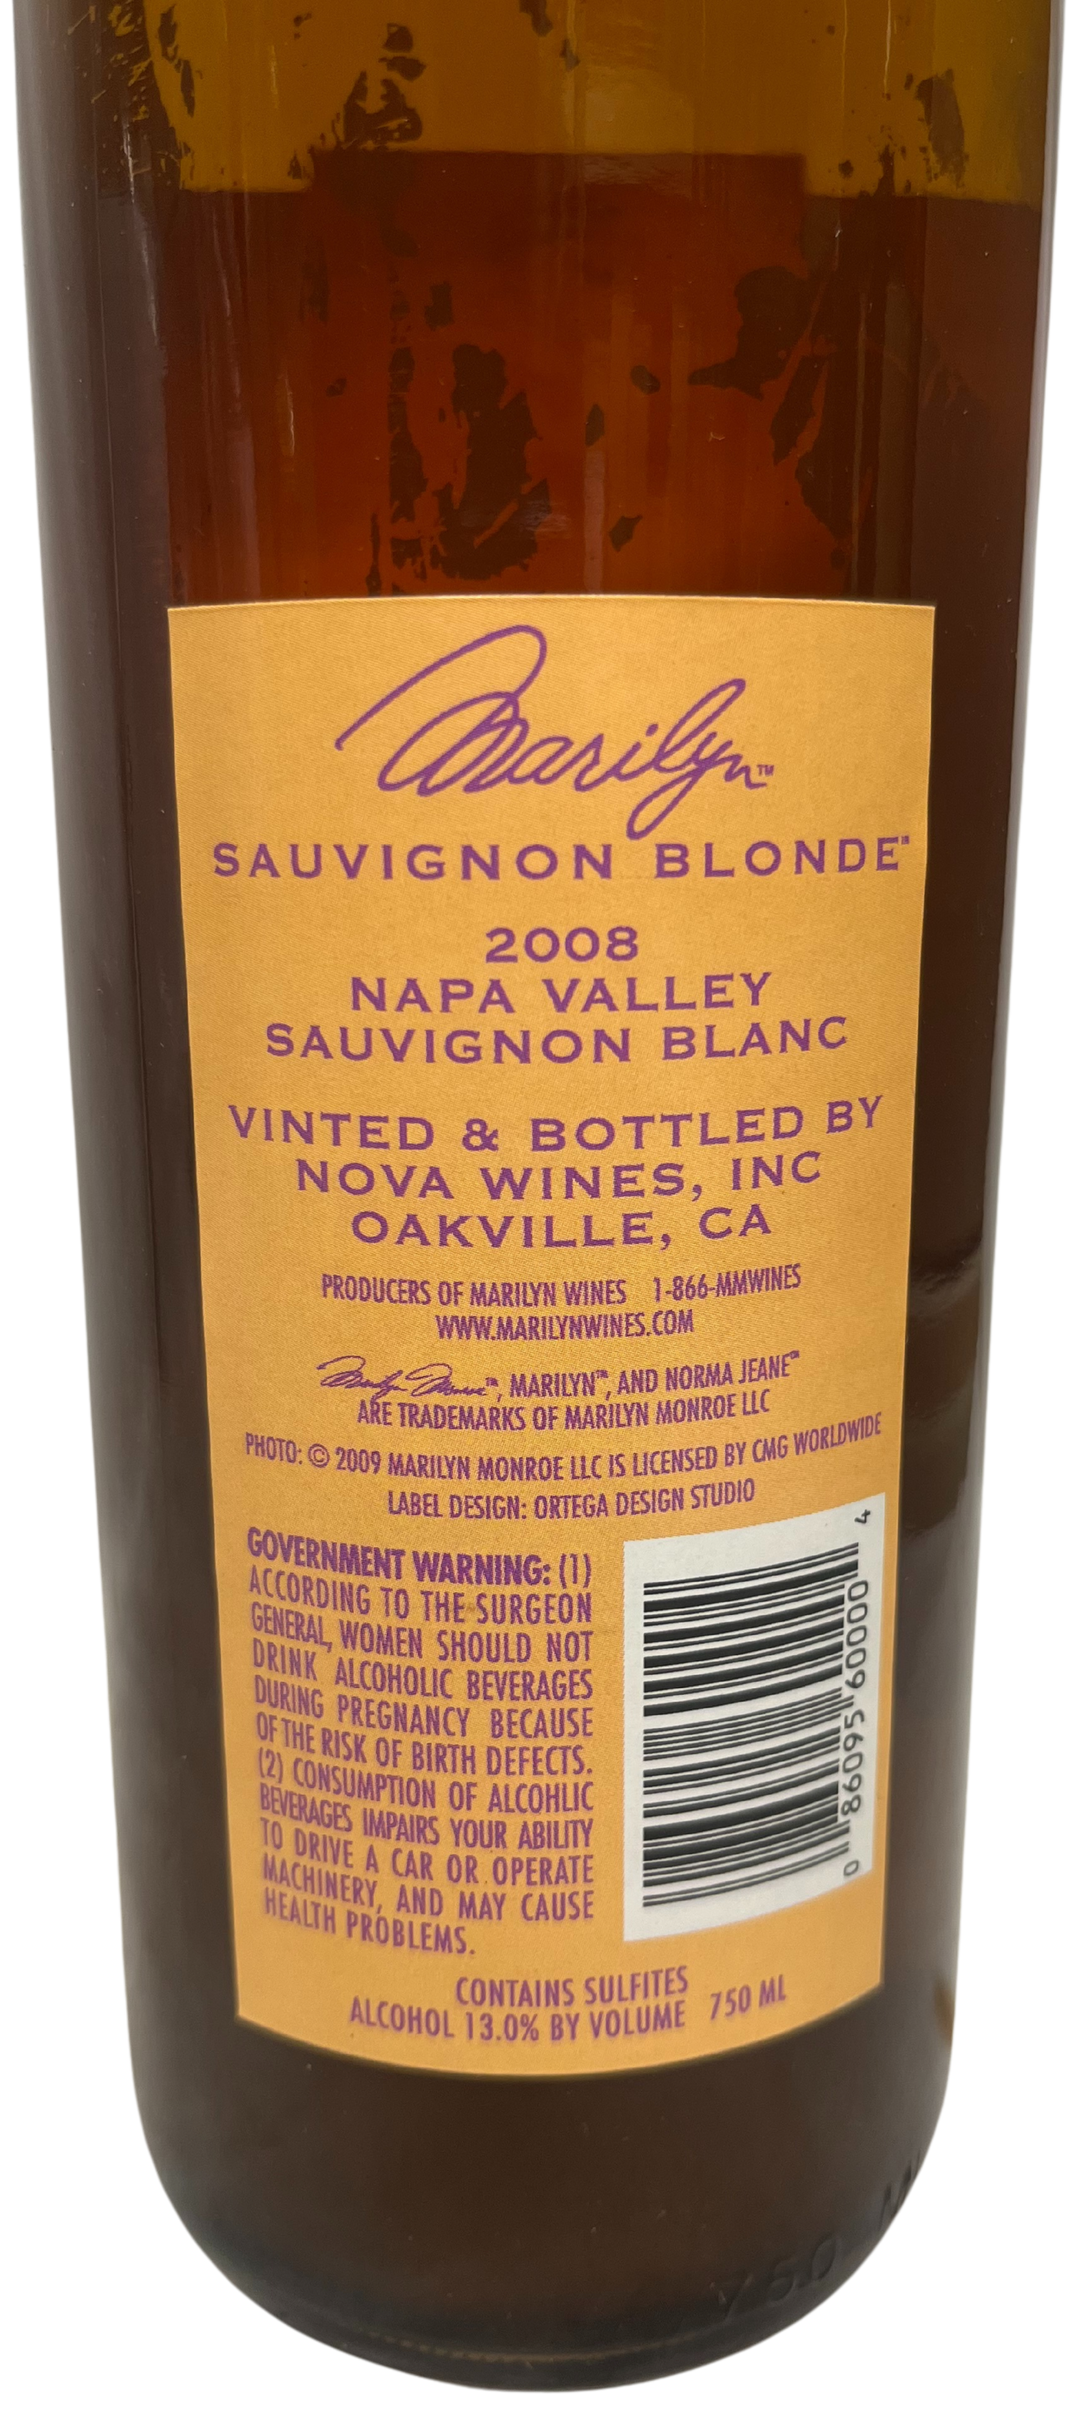 Marilyn™
SAUVIGNON BLONDE™
2008
NAPA VALLEY
SAUVIGNON BLANC
VINTED & BOTTLED BY
NOVA WINES, INC
OAKVILLE, CA
PRODUCERS OF MARILYN WINES 1-866-MMWINES
WWW.MARILYNWINES.COM
Marilyn Monroe™, MARILYN™, AND NORMA JEANE™
ARE TRADEMARKS OF MARILYN MONROE LLC
PHOTO: © 2009 MARILYN MONROE LLC IS LICENSED BY CMG WORLDWIDE
LABEL DESIGN: ORTEGA DESIGN STUDIO
GOVERNMENT WARNING: (1)
ACCORDING TO THE SURGEON
GENERAL, WOMEN SHOULD NOT
DRINK ALCOHOLIC BEVERAGES
DURING PREGNANCY BECAUSE
OF THE RISK OF BIRTH DEFECTS.
(2) CONSUMPTION OF ALCOHLIC
BEVERAGES IMPAIRS YOUR ABILITY
TO DRIVE A CAR OR OPERATE
MACHINERY, AND MAY CAUSE
HEALTH PROBLEMS.
0 86095 60000 4
CONTAINS SULFITES
ALCOHOL 13.0% BY VOLUME 750 ML
750 M